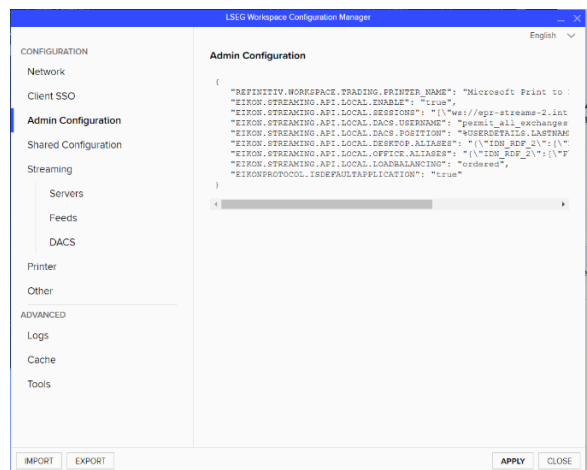 LSEG Workspace Configuration Manager
English
CONFIGURATION
Network
Client SSO
Admin Configuration
Shared Configuration
Streaming
Servers
Feeds
DACS
Printer
Other
ADVANCED
Logs
Cache
Tools
Admin Configuration
{
"REFINITIV.WORKSPACE.TRADING.PRINTER_NAME": "Microsoft Print to
"EIKON.STREAMING.API.LOCAL.ENABLE": "true",
"EIKON.STREAMING.API.LOCAL.SESSIONS": "[\"ws://epr-streams-2.int
"EIKON.STREAMING.API.LOCAL.DACS.USERNAME": "permit_all_exchanges
"EIKON.STREAMING.API.LOCAL.DACS.POSITION": "%USERDETAILS.LASTNAM
"EIKON.STREAMING.API.LOCAL.DESKTOP.ALIASES": "{\"IDN_RDF_2\":[\"
"EIKON.STREAMING.API.LOCAL.OFFICE.ALIASES": "{\"IDN_RDF_2\":[\"F
"EIKON.STREAMING.API.LOCAL.LOADBALANCING": "ordered",
"EIKONPROTOCOL.ISDEFAULTAPPLICATION": "true"
}
IMPORT
EXPORT
APPLY
CLOSE